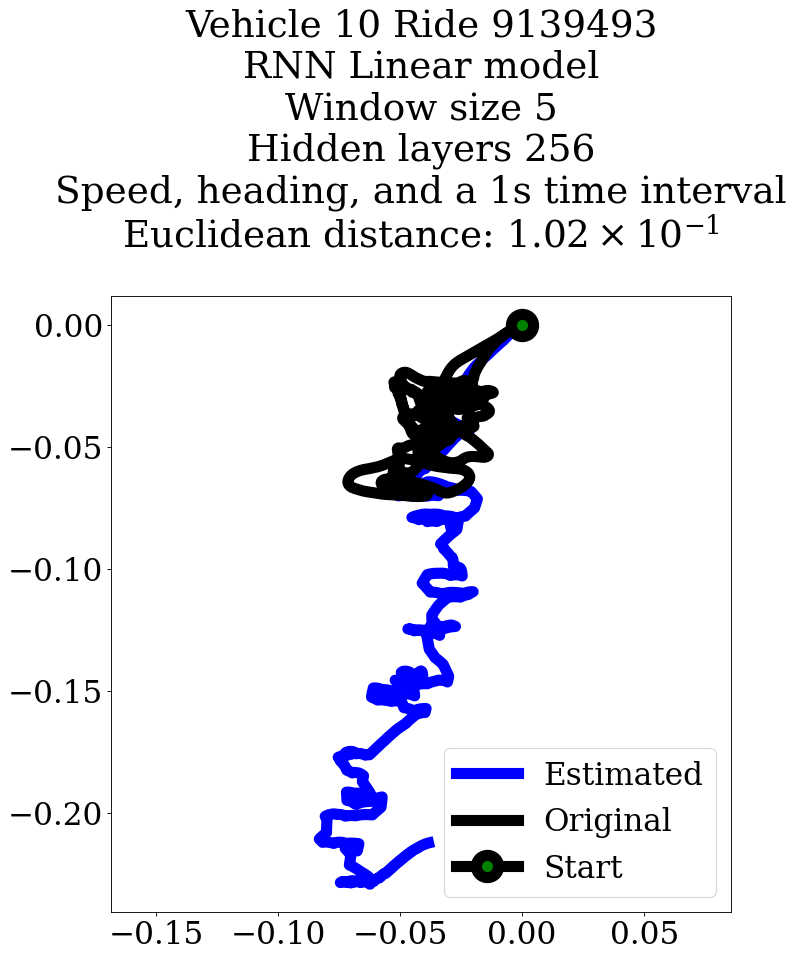 Vehicle 10 Ride 9139493
RNN Linear model
Window size 5
Hidden layers 256
Speed, heading, and a 1s time interval
Euclidean distance: 1.02 × 10⁻¹
0.00
−0.05
−0.10
−0.15
−0.20
Estimated
Original
Start
−0.15 −0.10 −0.05 0.00 0.05